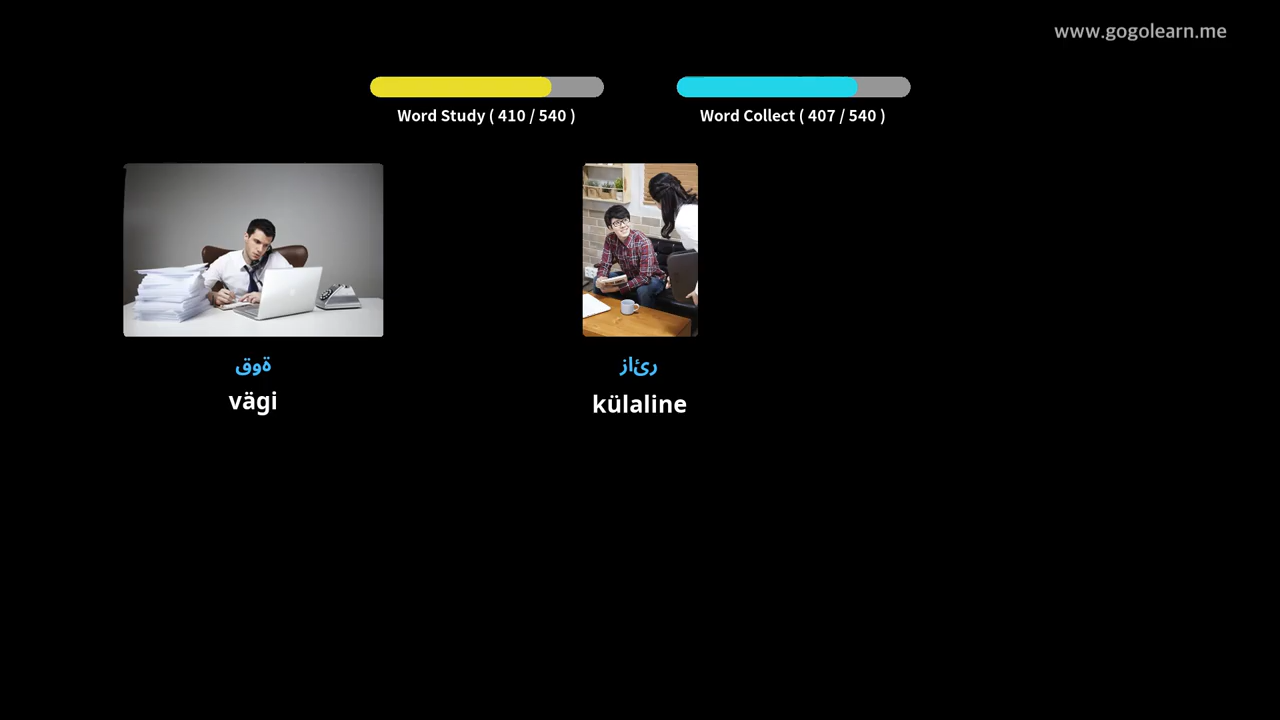 www.gogolearn.me
Word Study ( 410 / 540 )
Word Collect ( 407 / 540 )
ةوق
vägi
رئاز
külaline